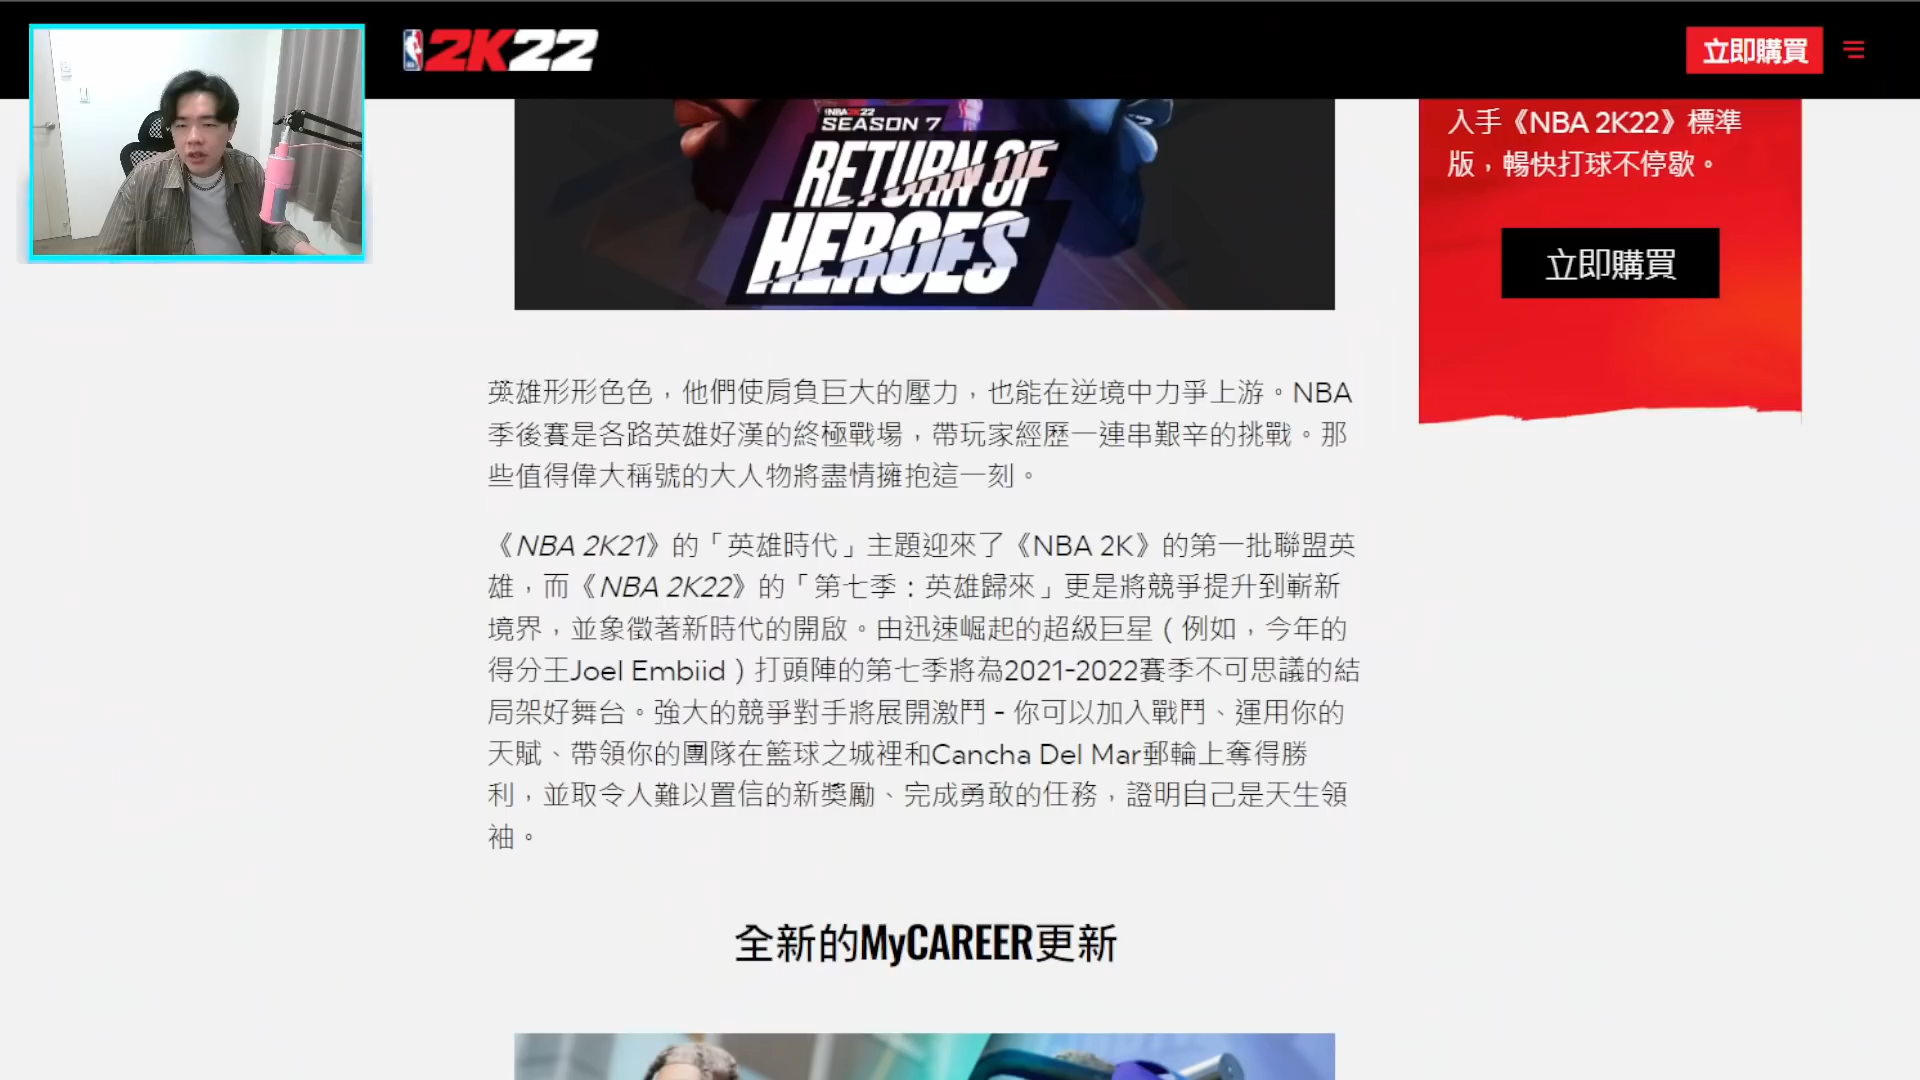 2K22
立即購買
NBA 2K22
SEASON 7
RETURN OF
HEROES
入手《NBA 2K22》標準
版，暢快打球不停歇。
立即購買
英雄形形色色，他們使肩負巨大的壓力，也能在逆境中力爭上游。NBA
季後賽是各路英雄好漢的終極戰場，帶玩家經歷一連串艱辛的挑戰。那
些值得偉大稱號的大人物將盡情擁抱這一刻。
《NBA 2K21》的「英雄時代」主題迎來了《NBA 2K》的第一批聯盟英
雄，而《NBA 2K22》的「第七季：英雄歸來」更是將競爭提升到嶄新
境界，並象徵著新時代的開啟。由迅速崛起的超級巨星（例如，今年的
得分王Joel Embiid）打頭陣的第七季將為2021-2022賽季不可思議的結
局架好舞台。強大的競爭對手將展開激鬥 - 你可以加入戰鬥、運用你的
天賦、帶領你的團隊在籃球之城裡和Cancha Del Mar郵輪上奪得勝
利，並取令人難以置信的新獎勵、完成勇敢的任務，證明自己是天生領
袖。
全新的MyCAREER更新